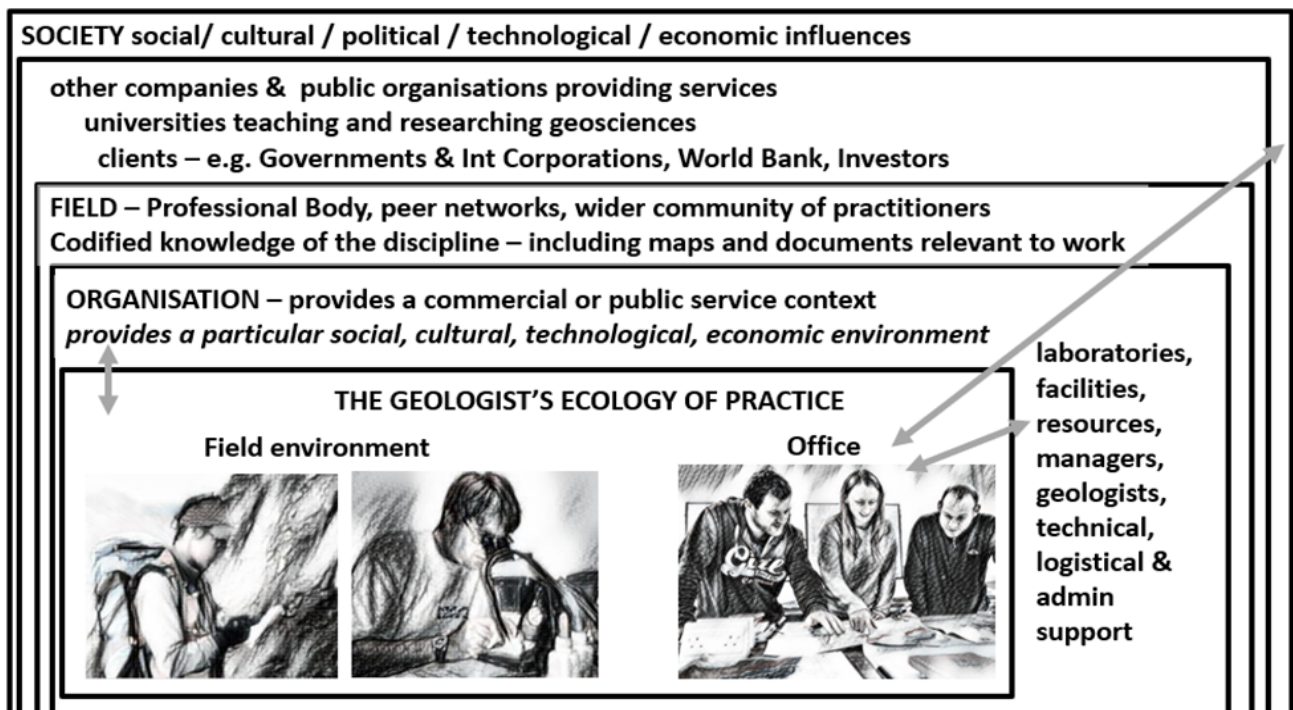 SOCIETY social/ cultural / political / technological / economic influences
other companies & public organisations providing services
universities teaching and researching geosciences
clients – e.g. Governments & Int Corporations, World Bank, Investors
FIELD – Professional Body, peer networks, wider community of practitioners
Codified knowledge of the discipline – including maps and documents relevant to work
ORGANISATION – provides a commercial or public service context
provides a particular social, cultural, technological, economic environment
THE GEOLOGIST'S ECOLOGY OF PRACTICE
Field environment
Office
laboratories,
facilities,
resources,
managers,
geologists,
technical,
logistical &
admin
support